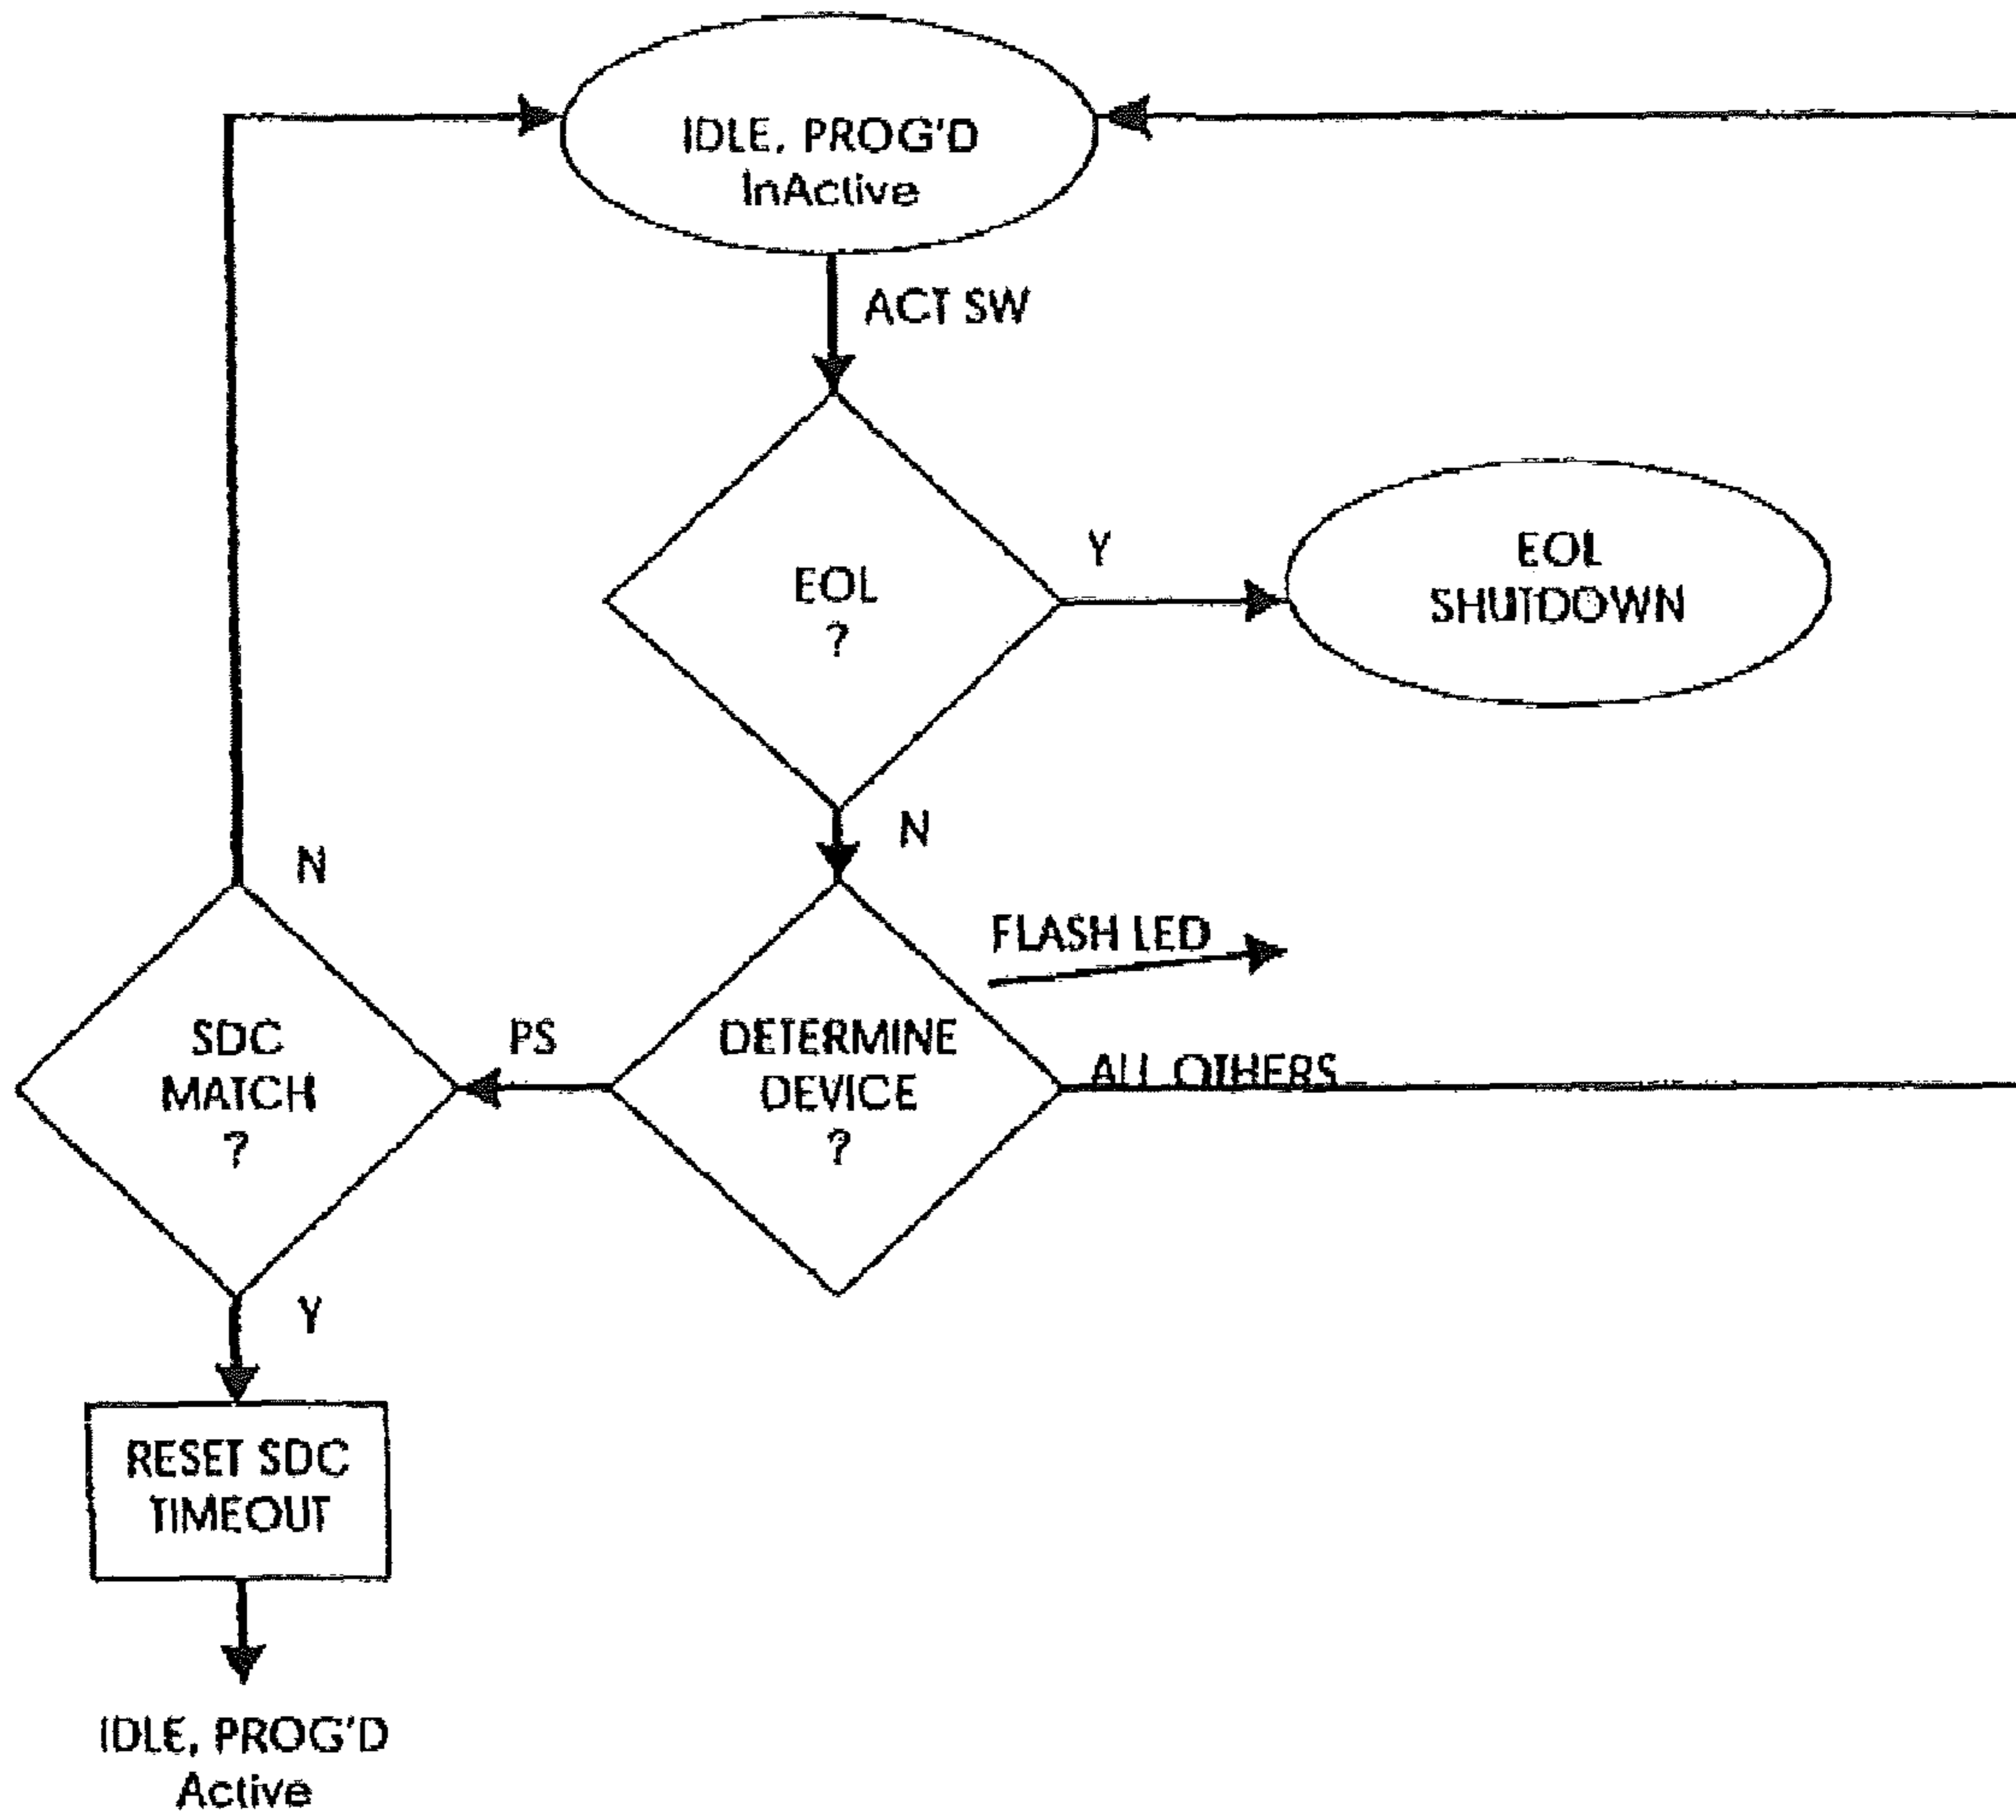 IDLE, PROG'D
InActive
ACT SW
EOL
?
Y
EOL
SHUTDOWN
N
N
FLASH LED
SDC
MATCH
?
PS
DETERMINE
DEVICE
?
ALL OTHERS
Y
RESET SDC
TIMEOUT
IDLE, PROG'D
Active